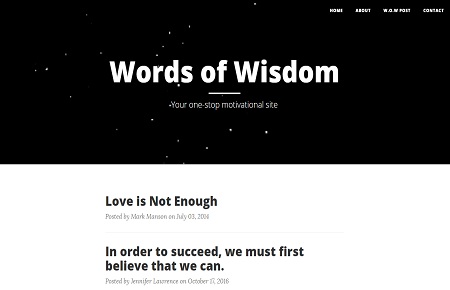 HOME ABOUT W.O.W POST CONTACT
Words of Wisdom
Your one-stop motivational site
Love is Not Enough
Posted by Mark Manson on July 03, 2014
In order to succeed, we must first
believe that we can.
Posted by Jennifer Lawrence on October 17, 2016